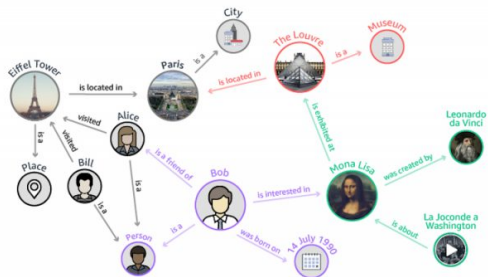 City
is a
The Louvre
is a
Museum
Eiffel Tower
is located in
Paris
is located in
visited
Alice
is exhibited at
Leonardo
da Vinci
is a
visited
is a friend of
Mona Lisa
was created by
Place
Bill
Bob
is interested in
is a
is a
La Joconde a
Washington
is about
Person
is a
was born on
14 July 1990